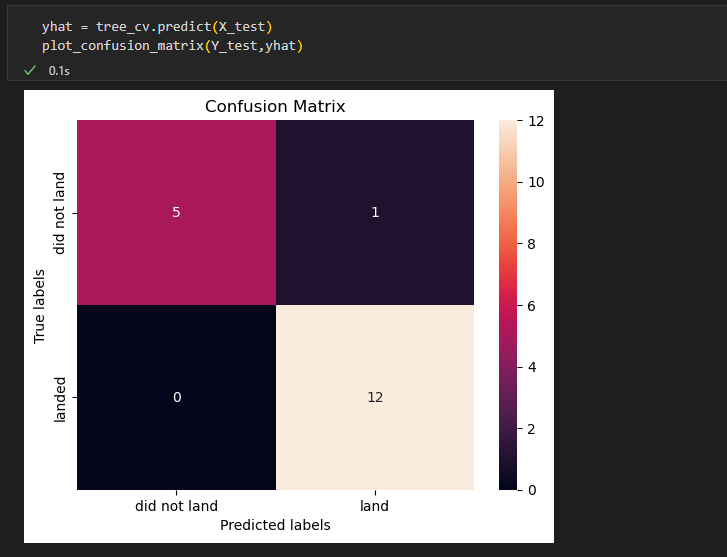 yhat = tree_cv.predict(X_test)
plot_confusion_matrix(Y_test,yhat)
0.1s
Confusion Matrix
True labels
did not land
landed
5
1
0
12
did not land
land
Predicted labels
12
10
8
6
4
2
0